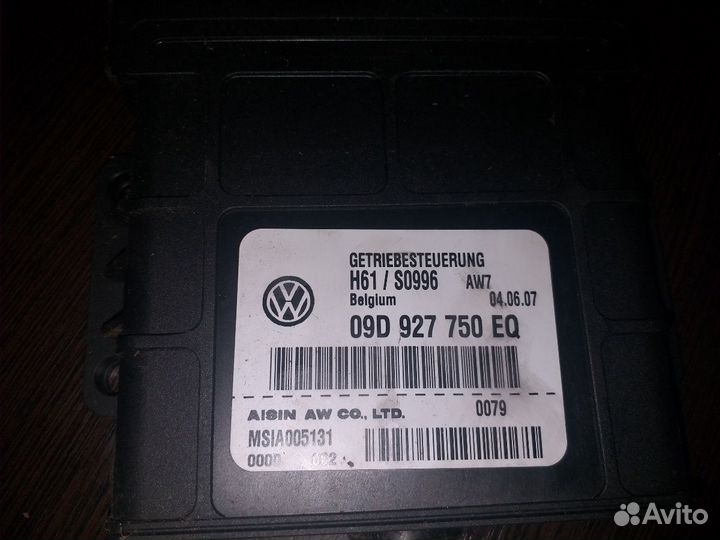 GETRIEBESTEUERUNG
H61 / S0996 AW7
Belgium 04.06.07
09D 927 750 EQ
AISIN AW CO., LTD. 0079
MSIA005131
Avito